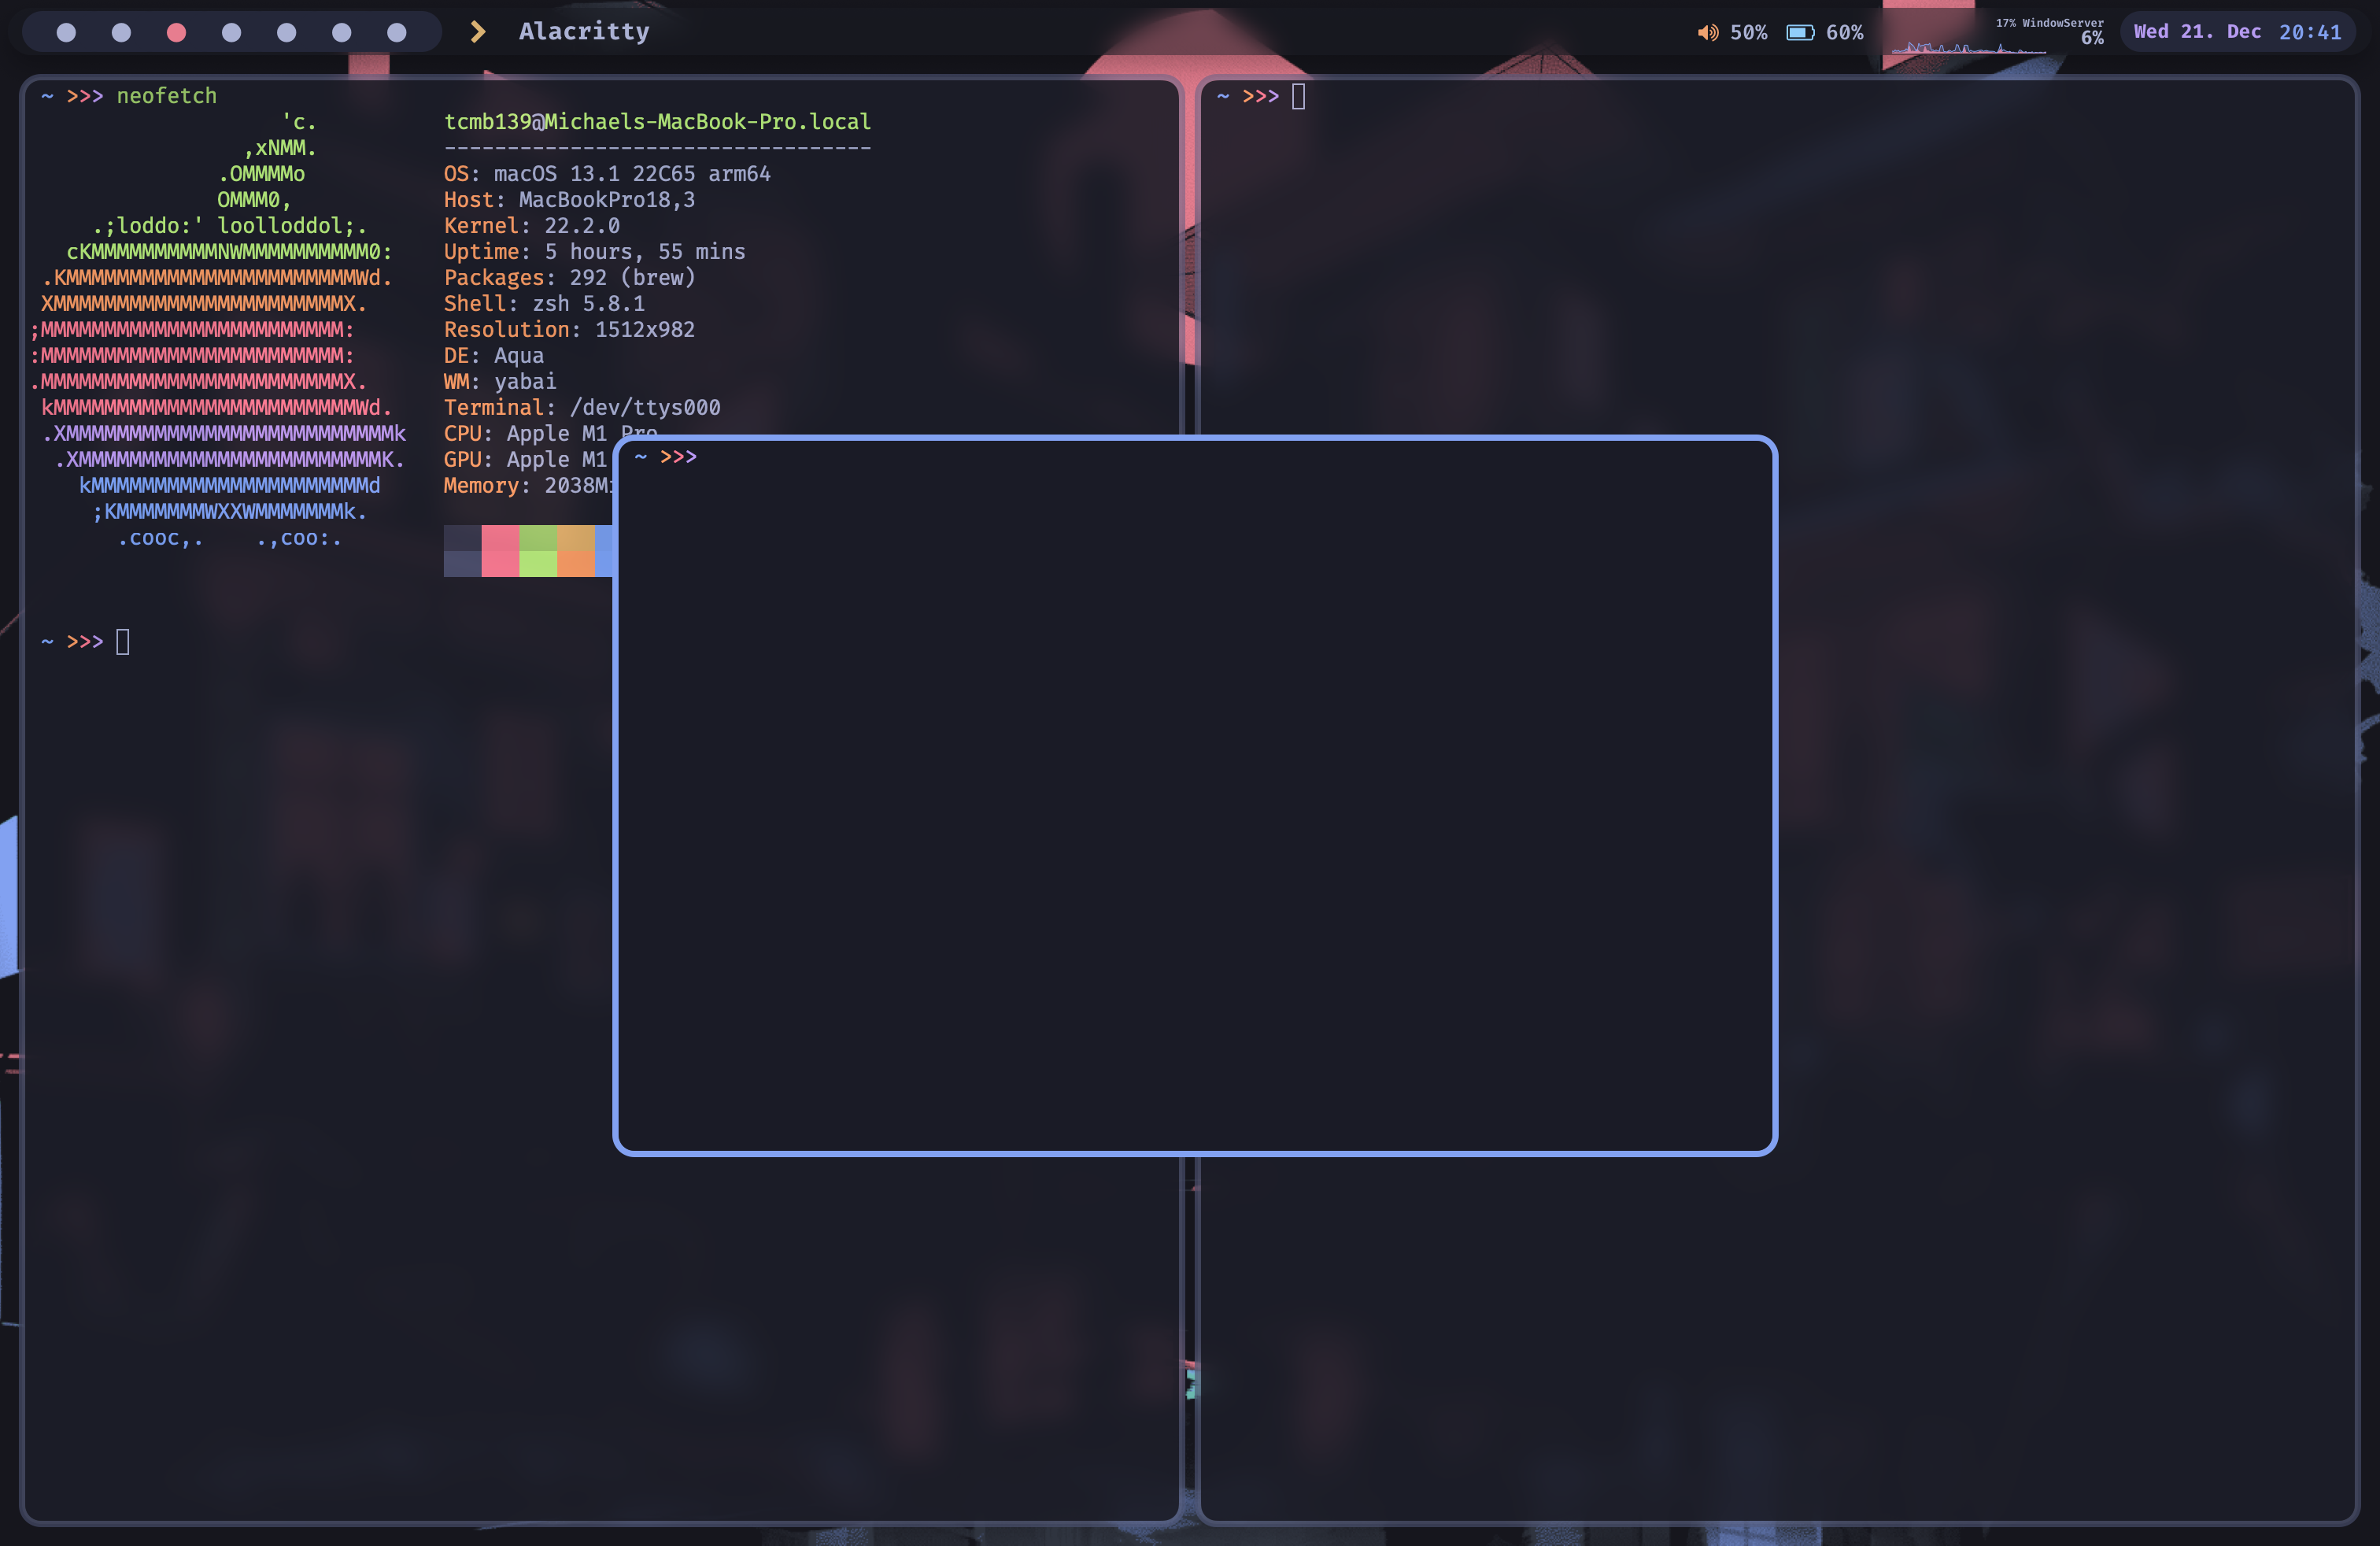 Alacritty
50% 60%
17% WindowServer
6%
Wed 21. Dec 20:41
~ >>> neofetch
'c.
,xNMM.
.OMMMMo
OMMM0,
.;loddo:' loolloddol;.
cKMMMMMMMMMMNWMMMMMMMMMM0:
.KMMMMMMMMMMMMMMMMMMMMMMMWd.
XMMMMMMMMMMMMMMMMMMMMMMMX.
;MMMMMMMMMMMMMMMMMMMMMMMM:
:MMMMMMMMMMMMMMMMMMMMMMMM:
.MMMMMMMMMMMMMMMMMMMMMMMMX.
kMMMMMMMMMMMMMMMMMMMMMMMMWd.
.XMMMMMMMMMMMMMMMMMMMMMMMMMMk
.XMMMMMMMMMMMMMMMMMMMMMMMMK.
kMMMMMMMMMMMMMMMMMMMMMMd
;KMMMMMMMWXXWMMMMMMMk.
.cooc,. .,coo:.
tcmb139@Michaels-MacBook-Pro.local
----------------------------------
OS: macOS 13.1 22C65 arm64
Host: MacBookPro18,3
Kernel: 22.2.0
Uptime: 5 hours, 55 mins
Packages: 292 (brew)
Shell: zsh 5.8.1
Resolution: 1512x982
DE: Aqua
WM: yabai
Terminal: /dev/ttys000
CPU: Apple M1 Pro
GPU: Apple M1
Memory: 2038Mi
~ >>>
~ >>>
~ >>>